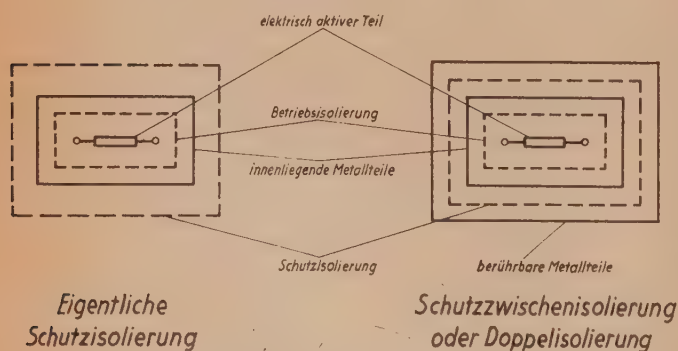 elektrisch aktiver Teil
Betriebsisolierung
innenliegende Metallteile
Schutzisolierung
berührbare Metallteile
Eigentliche
Schutzisolierung
Schutzzwischenisolierung
oder Doppelisolierung